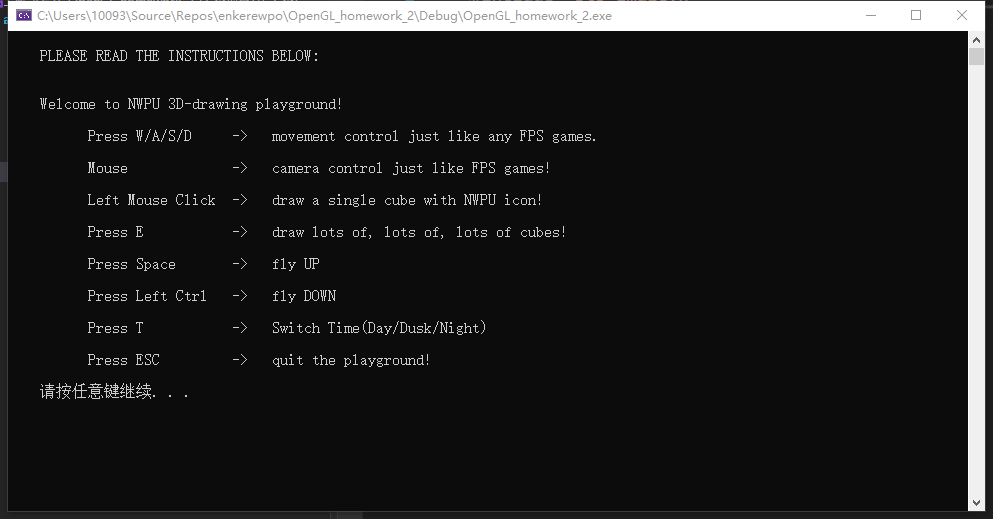 C:\Users\10093\Source\Repos\enkerewpo\OpenGL_homework_2\Debug\OpenGL_homework_2.exe
PLEASE READ THE INSTRUCTIONS BELOW:
Welcome to NWPU 3D-drawing playground!
Press W/A/S/D -> movement control just like any FPS games.
Mouse -> camera control just like FPS games!
Left Mouse Click -> draw a single cube with NWPU icon!
Press E -> draw lots of, lots of, lots of cubes!
Press Space -> fly UP
Press Left Ctrl -> fly DOWN
Press T -> Switch Time(Day/Dusk/Night)
Press ESC -> quit the playground!
请按任意键继续. . .